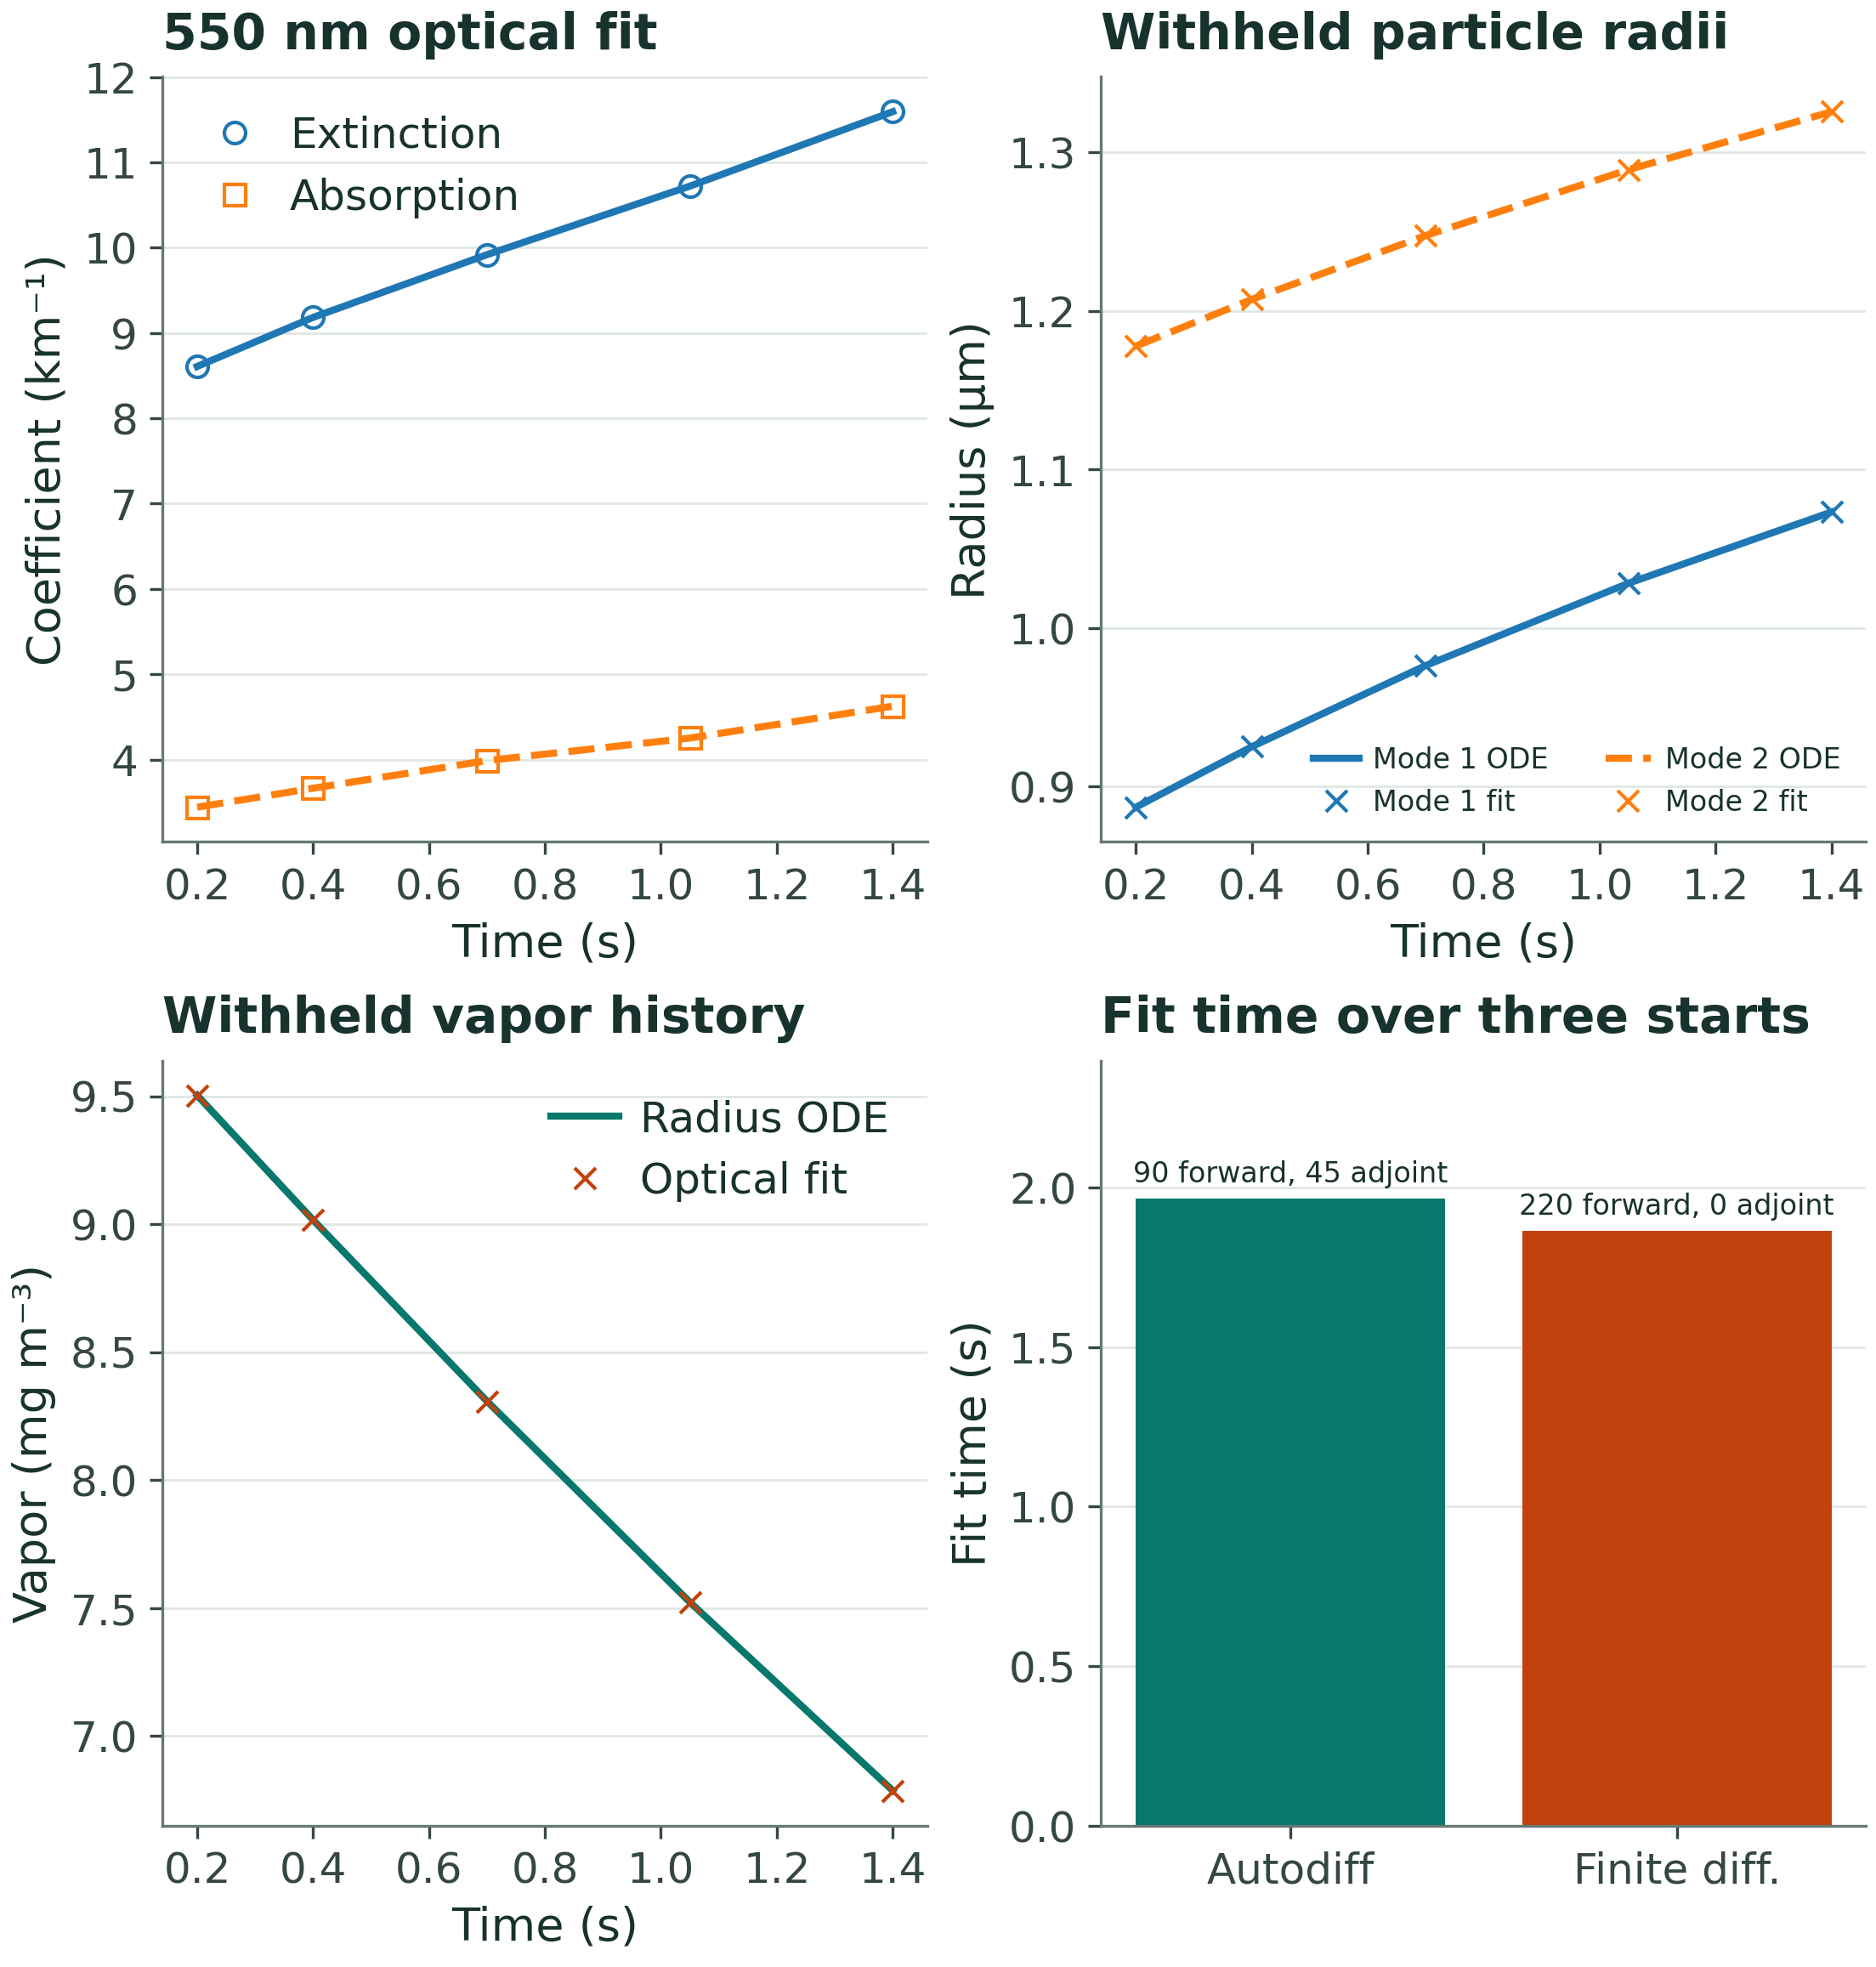 550 nm optical fit
Coefficient (km⁻¹)
12
11
10
9
8
7
6
5
4
Extinction
Absorption
0.2 0.4 0.6 0.8 1.0 1.2 1.4
Time (s)
Withheld particle radii
Radius (µm)
1.3
1.2
1.1
1.0
0.9
Mode 1 ODE
Mode 1 fit
Mode 2 ODE
Mode 2 fit
0.2 0.4 0.6 0.8 1.0 1.2 1.4
Time (s)
Withheld vapor history
Vapor (mg m⁻³)
9.5
9.0
8.5
8.0
7.5
7.0
Radius ODE
Optical fit
0.2 0.4 0.6 0.8 1.0 1.2 1.4
Time (s)
Fit time over three starts
Fit time (s)
2.0
1.5
1.0
0.5
0.0
90 forward, 45 adjoint
220 forward, 0 adjoint
Autodiff
Finite diff.